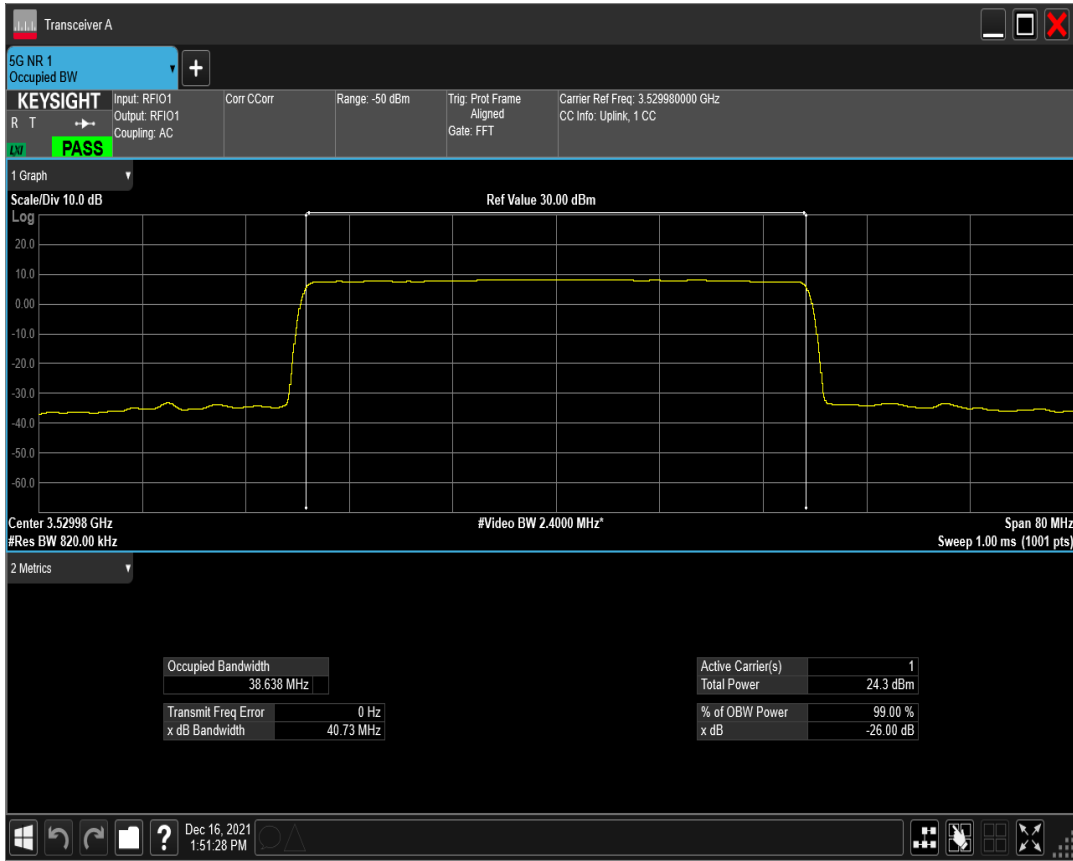 Transceiver A
5G NR 1
Occupied BW
KEYSIGHT
R T
LXI
PASS
Input: RFIO1
Output: RFIO1
Coupling: AC
Corr CCorr
Range: -50 dBm
Trig: Prot Frame
Aligned
Gate: FFT
Carrier Ref Freq: 3.529980000 GHz
CC Info: Uplink, 1 CC
1 Graph
Scale/Div 10.0 dB
Ref Value 30.00 dBm
Log
20.0
10.0
0.00
-10.0
-20.0
-30.0
-40.0
-50.0
-60.0
Center 3.52998 GHz
#Video BW 2.4000 MHz*
Span 80 MHz
#Res BW 820.00 kHz
Sweep 1.00 ms (1001 pts)
2 Metrics
Occupied Bandwidth
38.638 MHz
Transmit Freq Error 0 Hz
x dB Bandwidth 40.73 MHz
Active Carrier(s) 1
Total Power 24.3 dBm
% of OBW Power 99.00 %
x dB -26.00 dB
?
Dec 16, 2021
1:51:28 PM